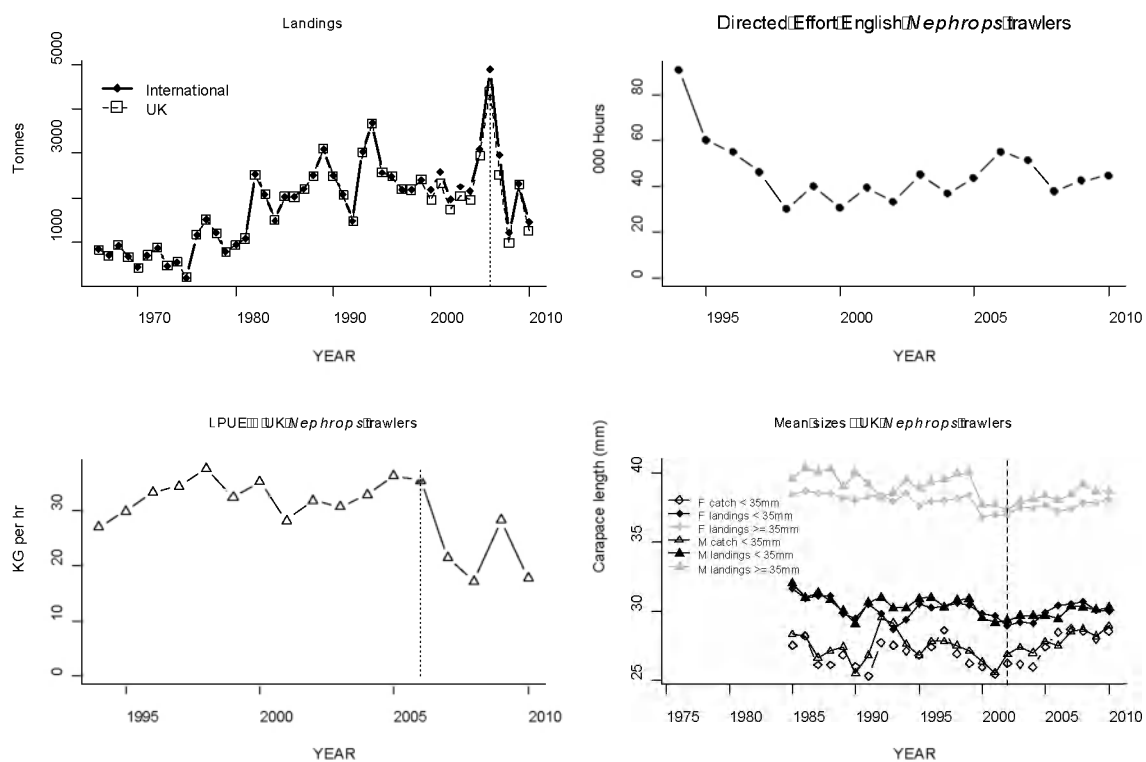 Landings
5000
3000
1000
Tonnes
International
UK
1970 1980 1990 2000 2010
YEAR
Directed Effort English Nephrops trawlers
80
60
40
20
0
000 Hours
1995 2000 2005 2010
YEAR
LPUE UK Nephrops trawlers
30
20
10
0
KG per hr
1995 2000 2005 2010
YEAR
Mean sizes UK Nephrops trawlers
40
35
30
25
Carapace length (mm)
F catch < 35mm
F landings < 35mm
F landings >= 35mm
M catch < 35mm
M landings < 35mm
M landings >= 35mm
1975 1980 1985 1990 1995 2000 2005 2010
YEAR